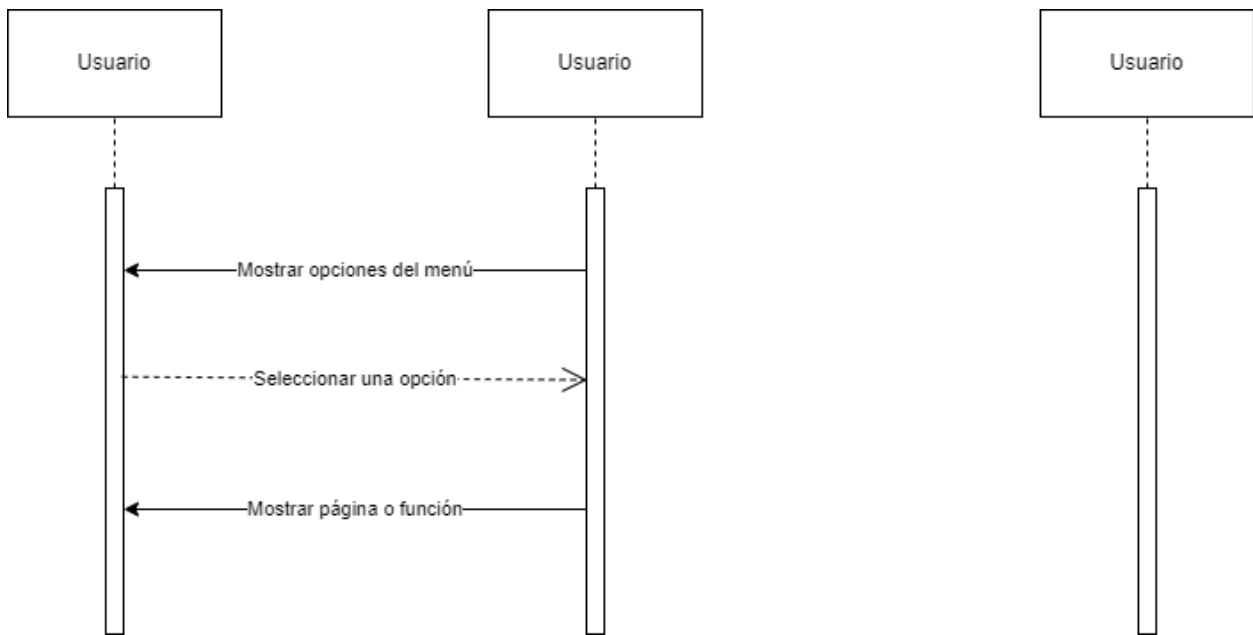 Usuario
Usuario
Usuario
Mostrar opciones del menú
Seleccionar una opción
Mostrar página o función